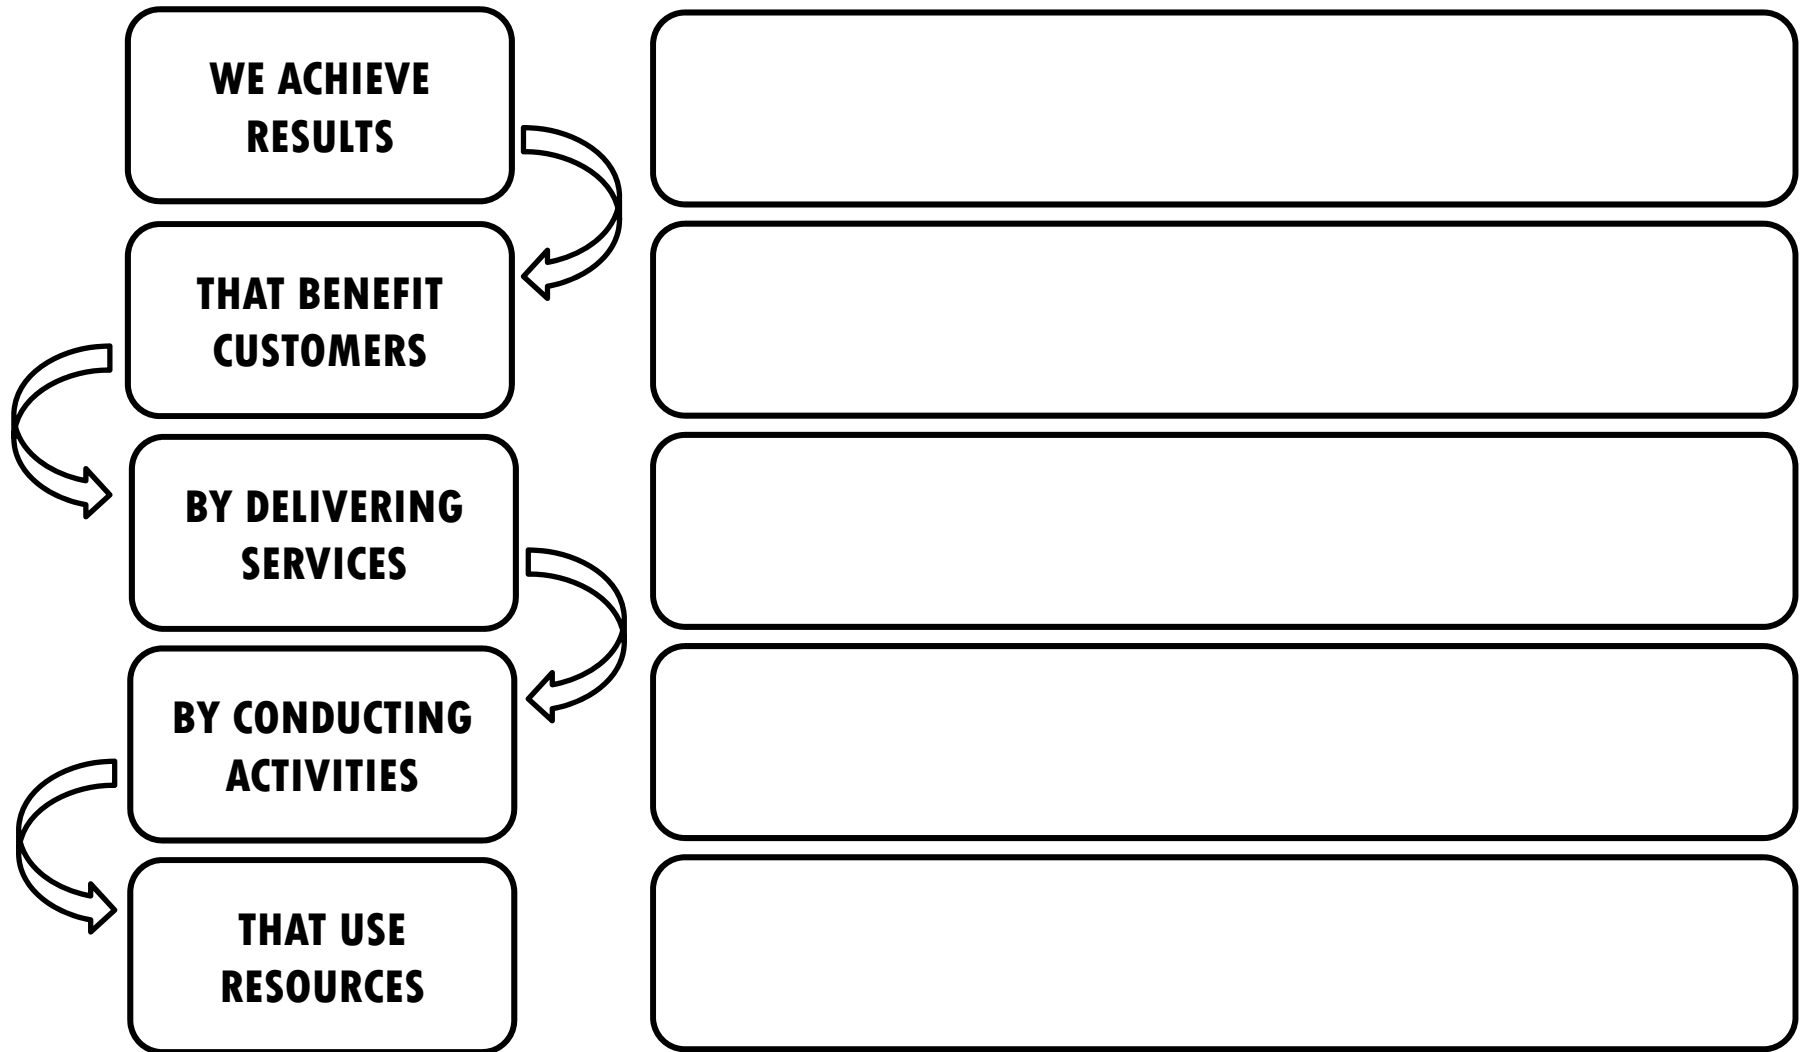 WE ACHIEVE
RESULTS
THAT BENEFIT
CUSTOMERS
BY DELIVERING
SERVICES
BY CONDUCTING
ACTIVITIES
THAT USE
RESOURCES